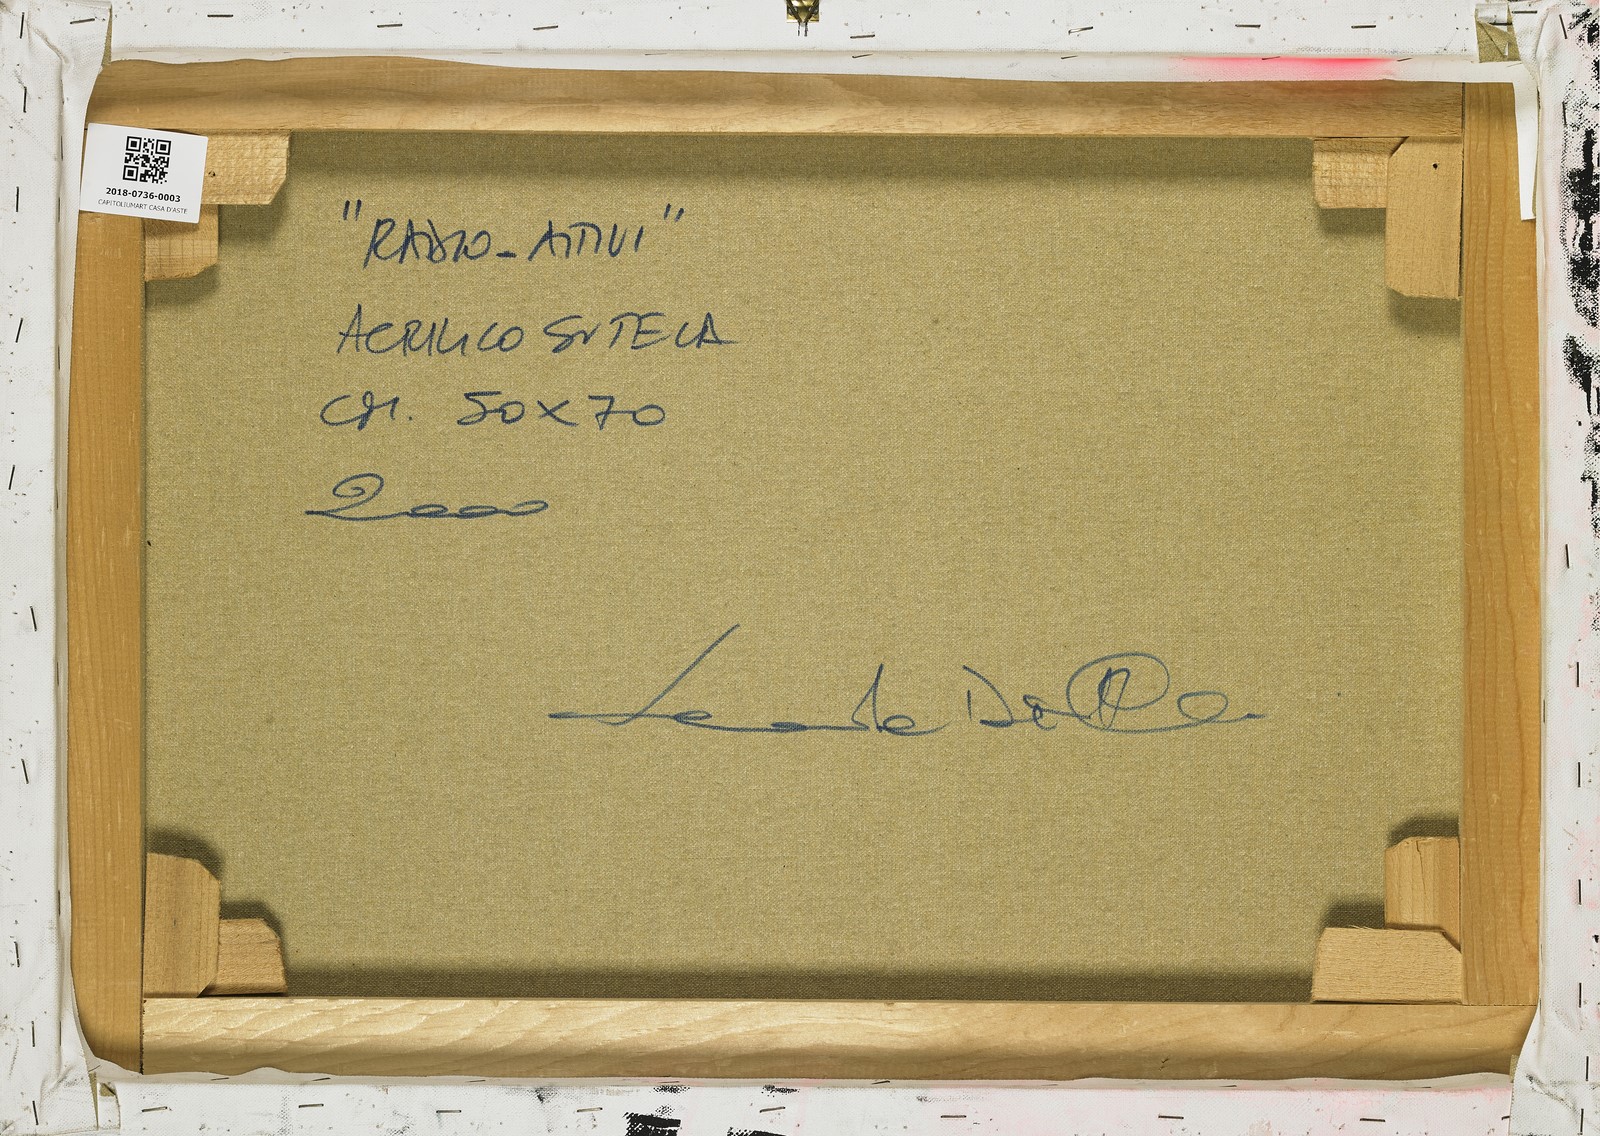 2018-0736-0003
CAPITOLIUMART CASA D'ASTE
"RADIO-ATTIVI"
ACRILICO SU TELA
CM. 50X70
2000